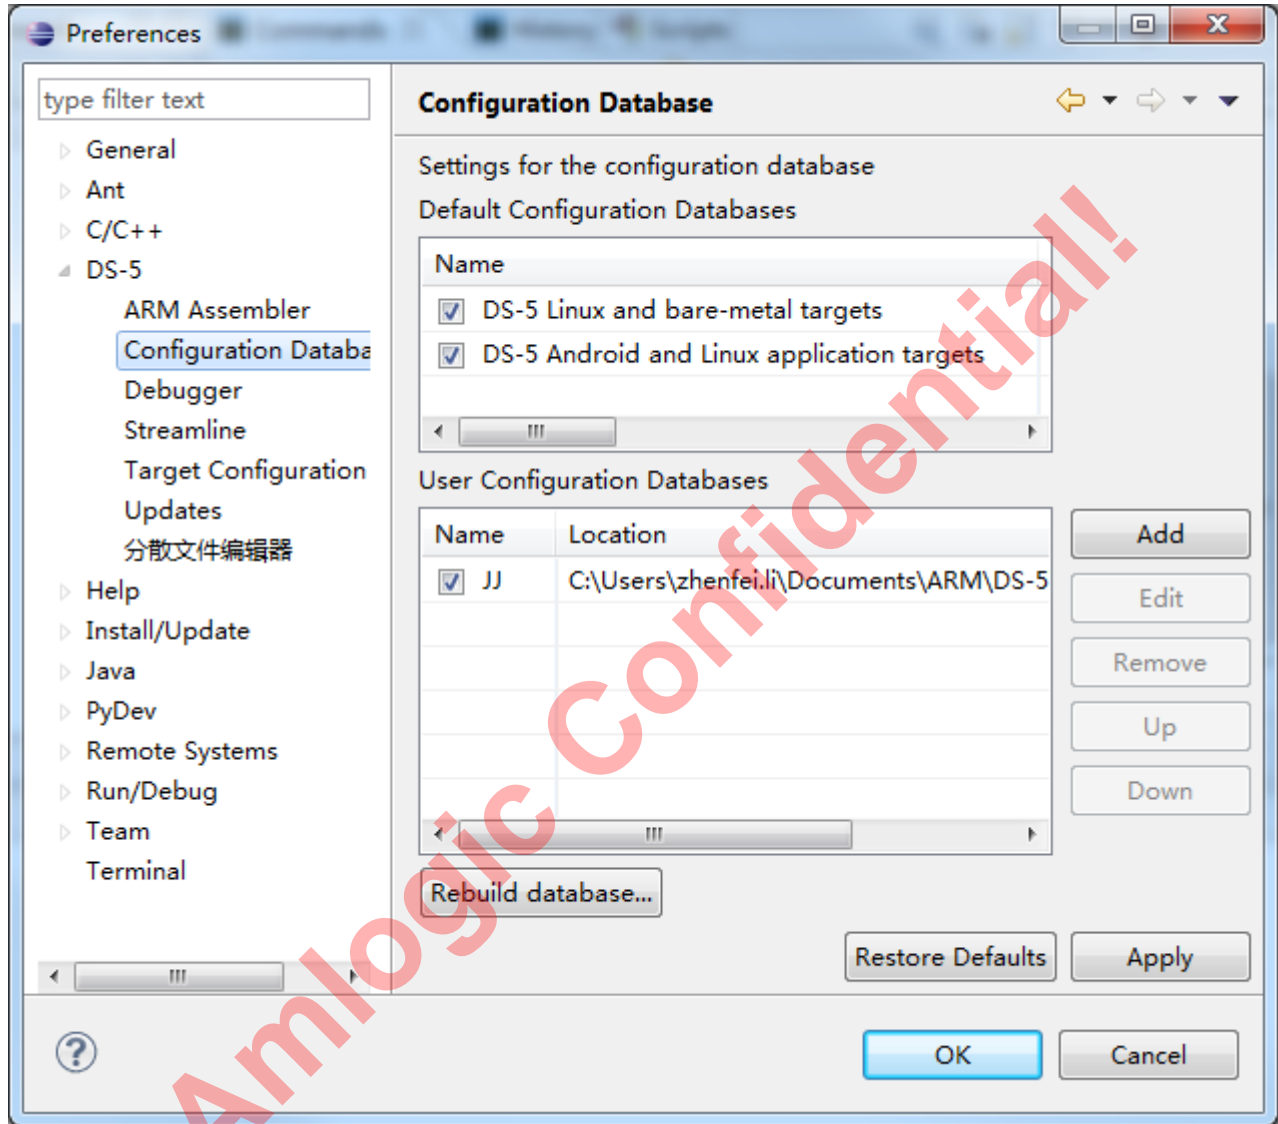 Preferences
type filter text
General
Ant
C/C++
DS-5
ARM Assembler
Configuration Databa
Debugger
Streamline
Target Configuration
Updates
分散文件编辑器
Help
Install/Update
Java
PyDev
Remote Systems
Run/Debug
Team
Terminal
Configuration Database
Settings for the configuration database
Default Configuration Databases
Name
DS-5 Linux and bare-metal targets
DS-5 Android and Linux application targets
User Configuration Databases
Name Location
JJ C:\Users\zhenfei.li\Documents\ARM\DS-5
Add
Edit
Remove
Up
Down
Rebuild database...
Restore Defaults Apply
OK Cancel
Amlogic Confidential!